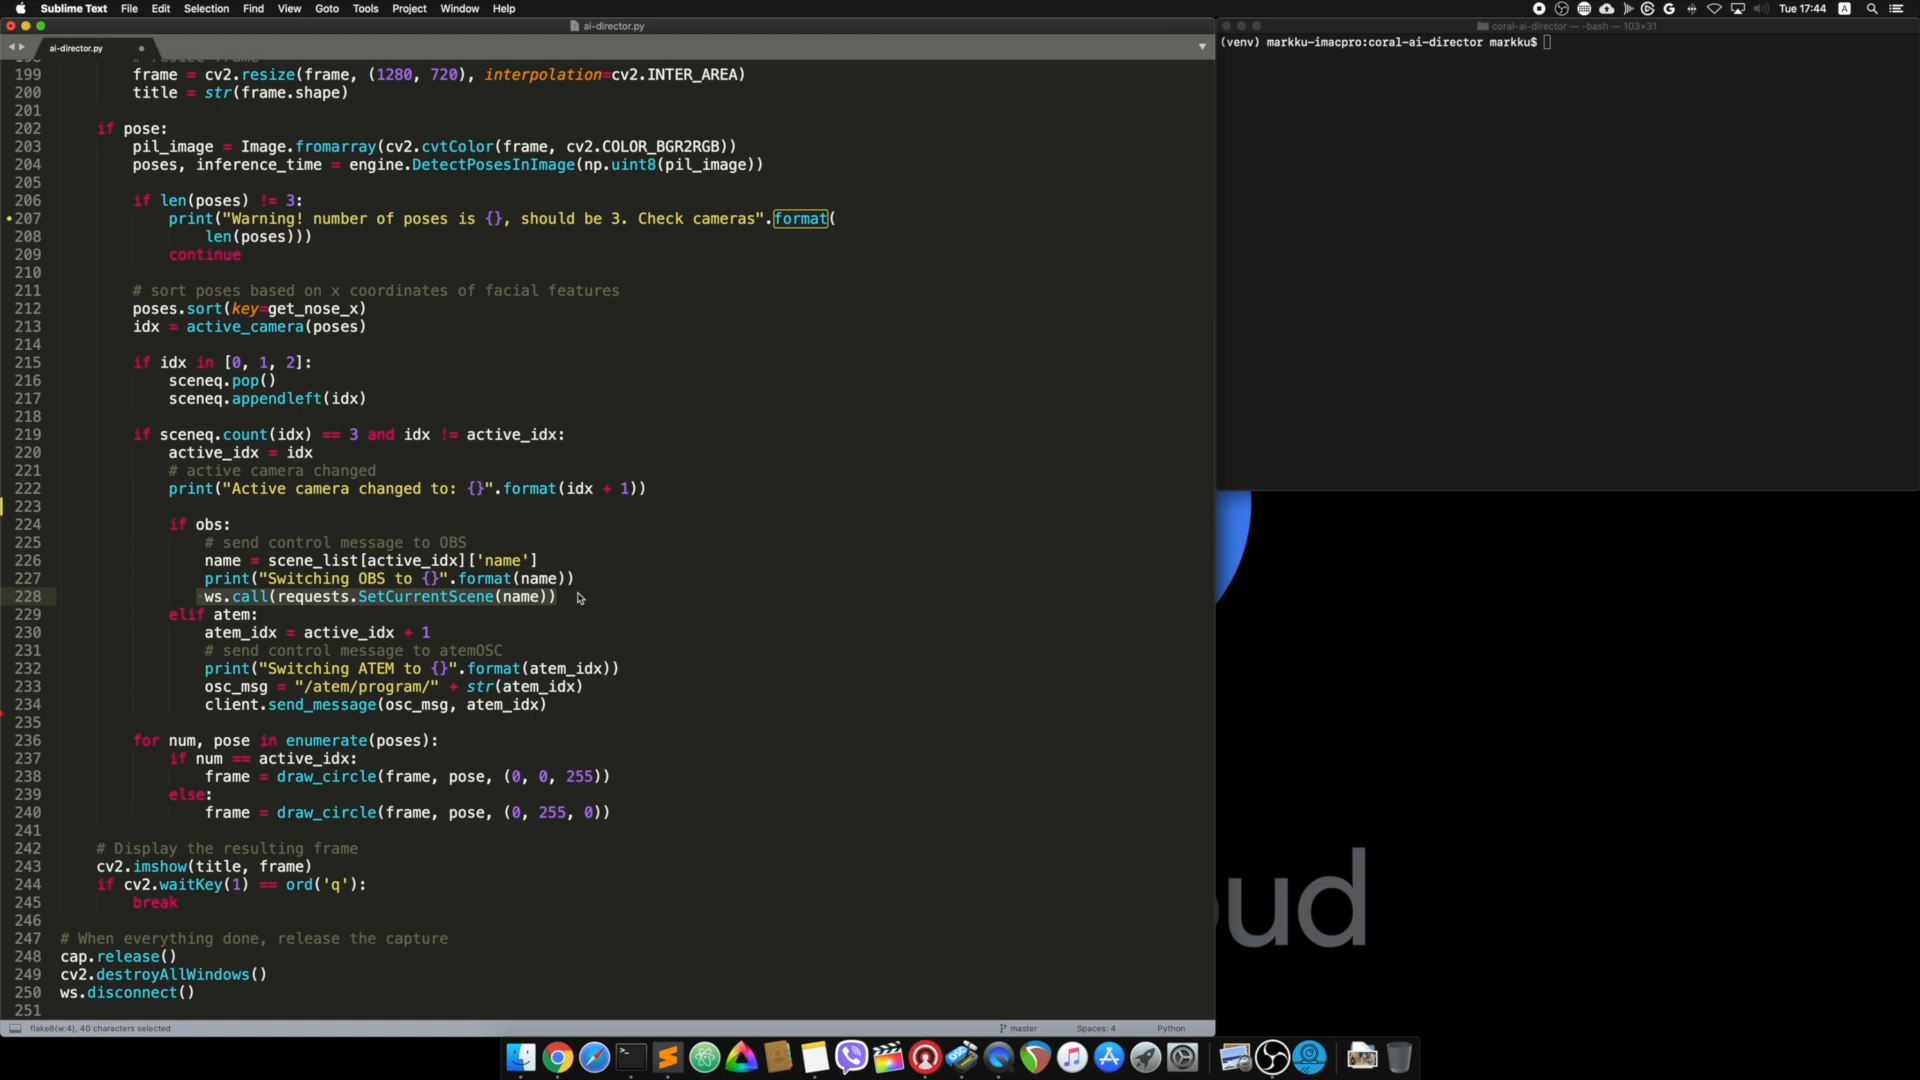 Sublime Text File Edit Selection Find View Goto Tools Project Window Help
Tue 17:44
ai-director.py
coral-ai-director — -bash — 103×31
ai-director.py
(venv) markku-imacpro:coral-ai-director markku$
199 frame = cv2.resize(frame, (1280, 720), interpolation=cv2.INTER_AREA)
200 title = str(frame.shape)
201
202 if pose:
203 pil_image = Image.fromarray(cv2.cvtColor(frame, cv2.COLOR_BGR2RGB))
204 poses, inference_time = engine.DetectPosesInImage(np.uint8(pil_image))
205
206 if len(poses) != 3:
207 print("Warning! number of poses is {}, should be 3. Check cameras".format(
208 len(poses)))
209 continue
210
211 # sort poses based on x coordinates of facial features
212 poses.sort(key=get_nose_x)
213 idx = active_camera(poses)
214
215 if idx in [0, 1, 2]:
216 sceneq.pop()
217 sceneq.appendleft(idx)
218
219 if sceneq.count(idx) == 3 and idx != active_idx:
220 active_idx = idx
221 # active camera changed
222 print("Active camera changed to: {}".format(idx + 1))
223
224 if obs:
225 # send control message to OBS
226 name = scene_list[active_idx]['name']
227 print("Switching OBS to {}".format(name))
228 ws.call(requests.SetCurrentScene(name))
229 elif atem:
230 atem_idx = active_idx + 1
231 # send control message to atemOSC
232 print("Switching ATEM to {}".format(atem_idx))
233 osc_msg = "/atem/program/" + str(atem_idx)
234 client.send_message(osc_msg, atem_idx)
235
236 for num, pose in enumerate(poses):
237 if num == active_idx:
238 frame = draw_circle(frame, pose, (0, 0, 255))
239 else:
240 frame = draw_circle(frame, pose, (0, 255, 0))
241
242 # Display the resulting frame
243 cv2.imshow(title, frame)
244 if cv2.waitKey(1) == ord('q'):
245 break
246
247 # When everything done, release the capture
248 cap.release()
249 cv2.destroyAllWindows()
250 ws.disconnect()
251
oud
flake8(w:4), 40 characters selected
master
Spaces: 4
Python